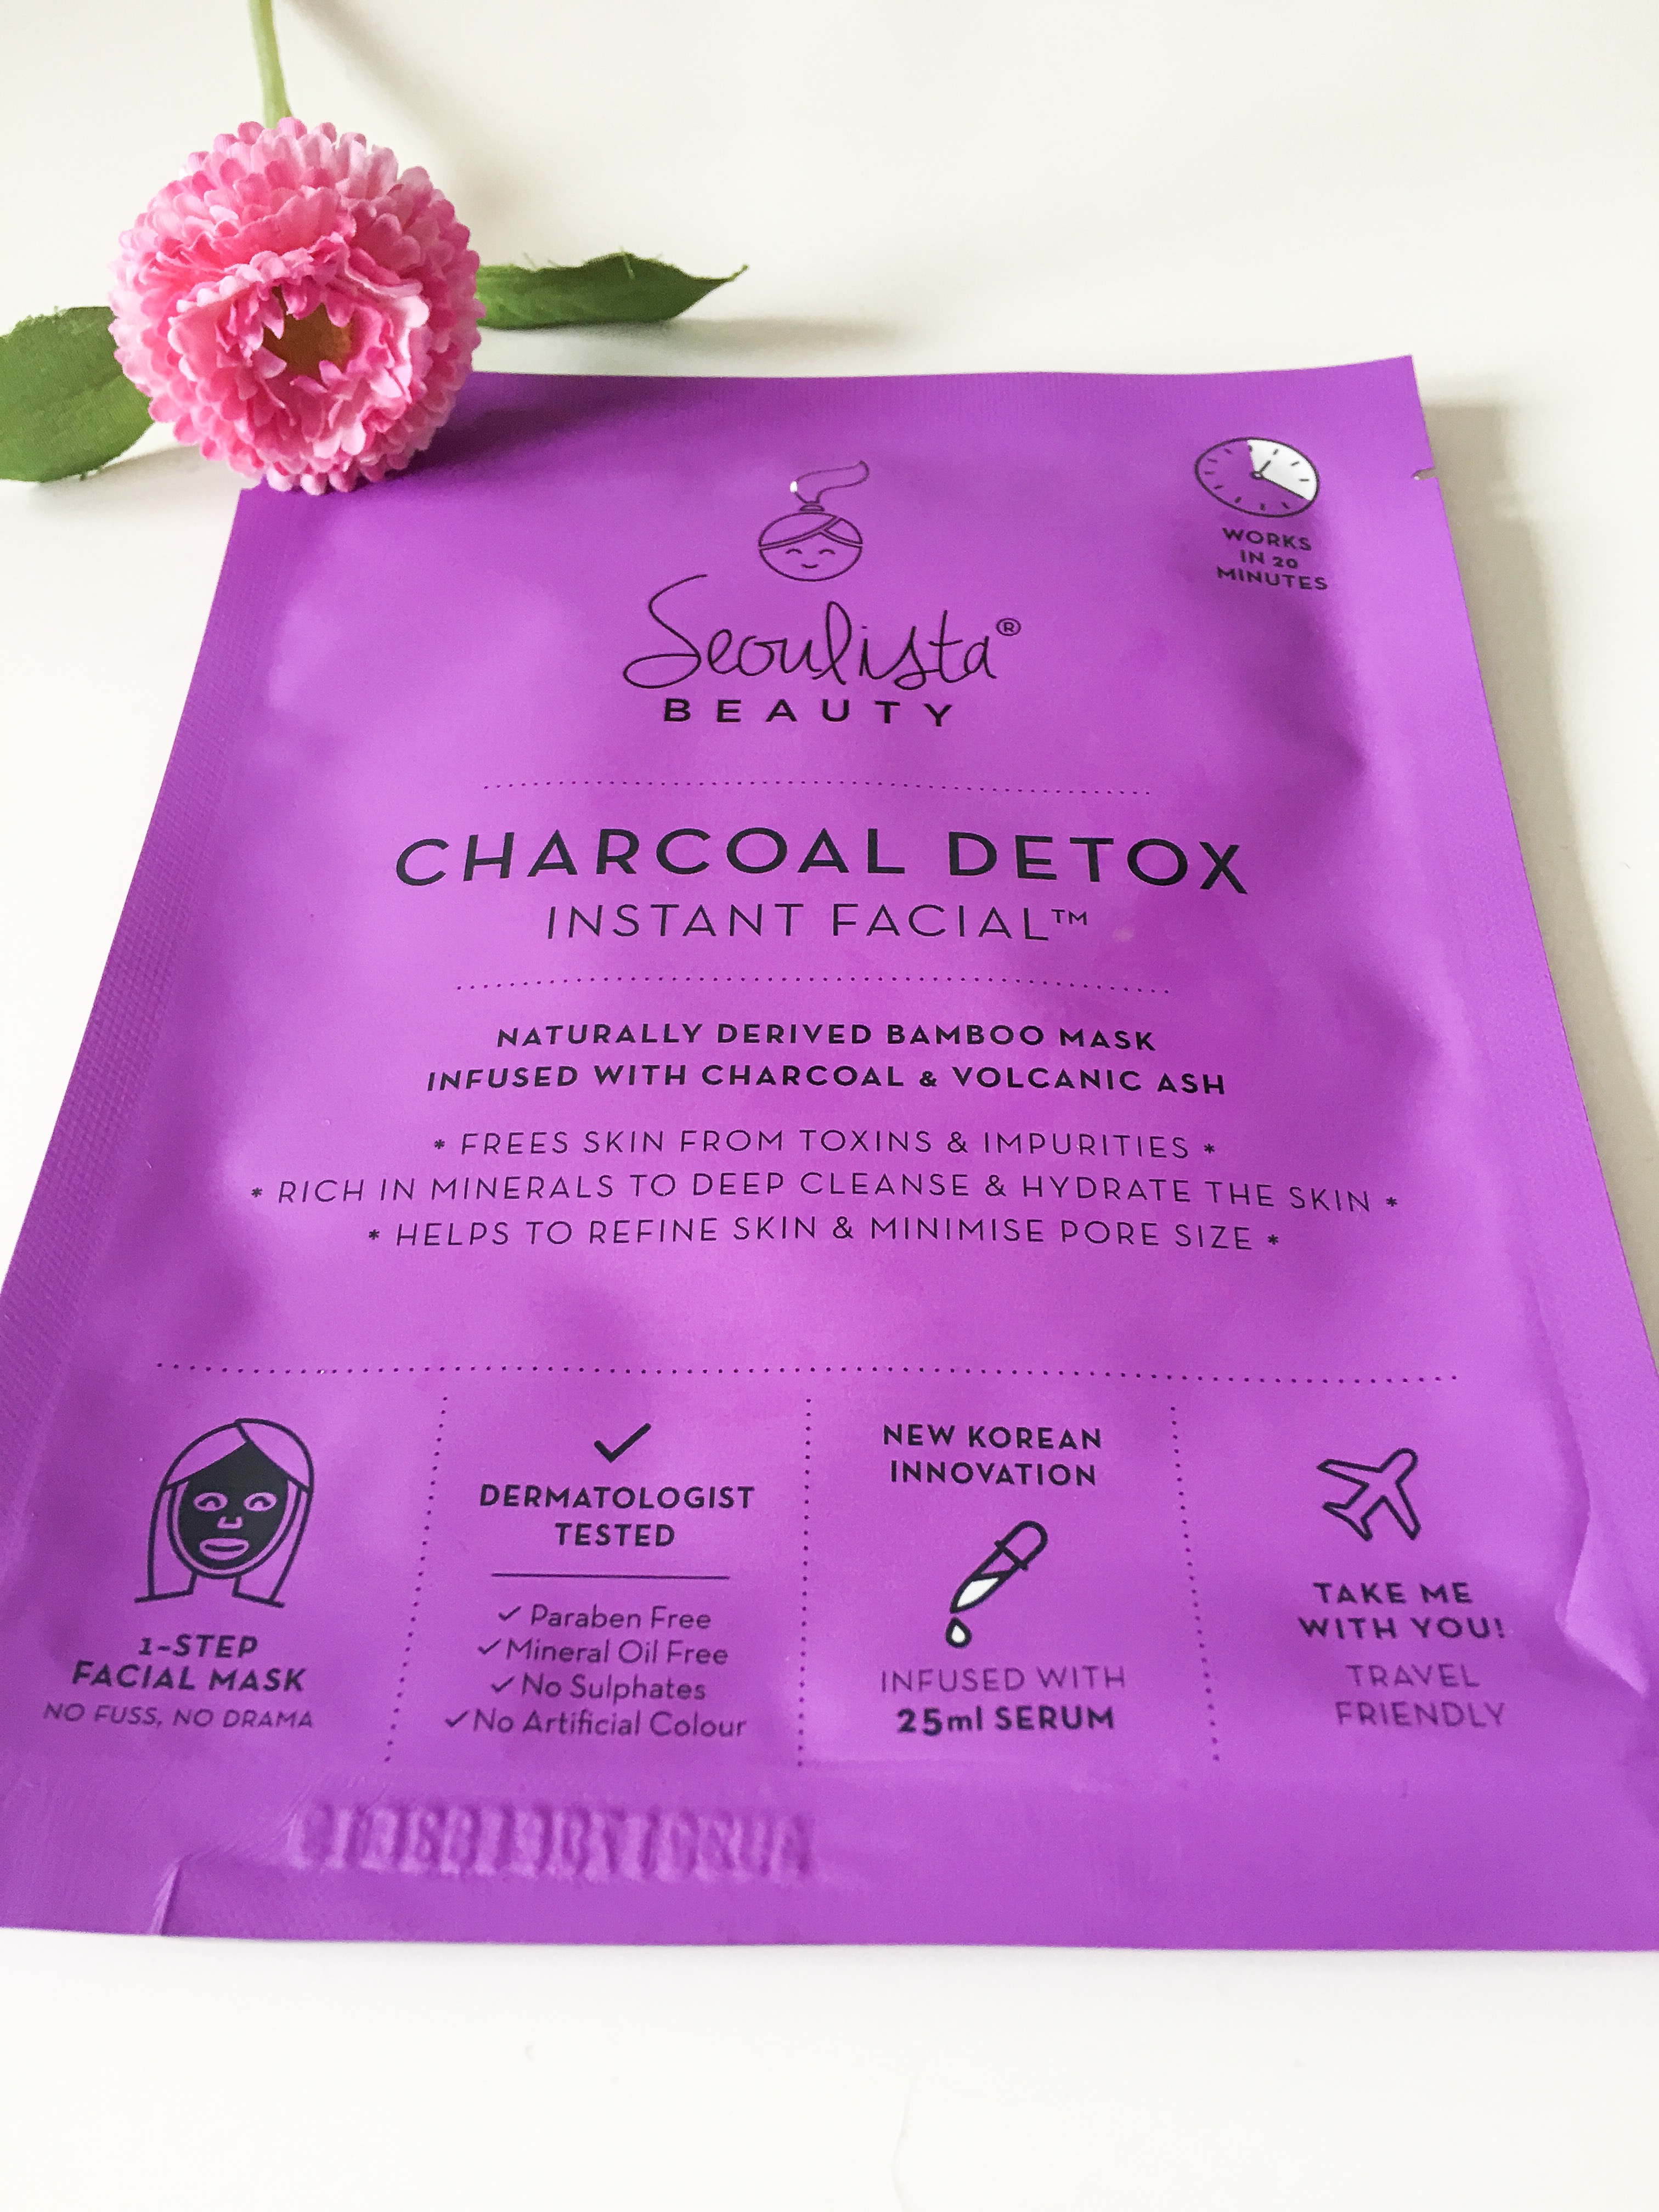 WORKS
IN 20
MINUTES
Seoulista®
BEAUTY
CHARCOAL DETOX
INSTANT FACIAL™
NATURALLY DERIVED BAMBOO MASK
INFUSED WITH CHARCOAL & VOLCANIC ASH
* FREES SKIN FROM TOXINS & IMPURITIES *
* RICH IN MINERALS TO DEEP CLEANSE & HYDRATE THE SKIN *
* HELPS TO REFINE SKIN & MINIMISE PORE SIZE *
1-STEP
FACIAL MASK
NO FUSS, NO DRAMA
✓
DERMATOLOGIST
TESTED
✓ Paraben Free
✓ Mineral Oil Free
✓ No Sulphates
✓ No Artificial Colour
NEW KOREAN
INNOVATION
INFUSED WITH
25ml SERUM
TAKE ME
WITH YOU!
TRAVEL
FRIENDLY